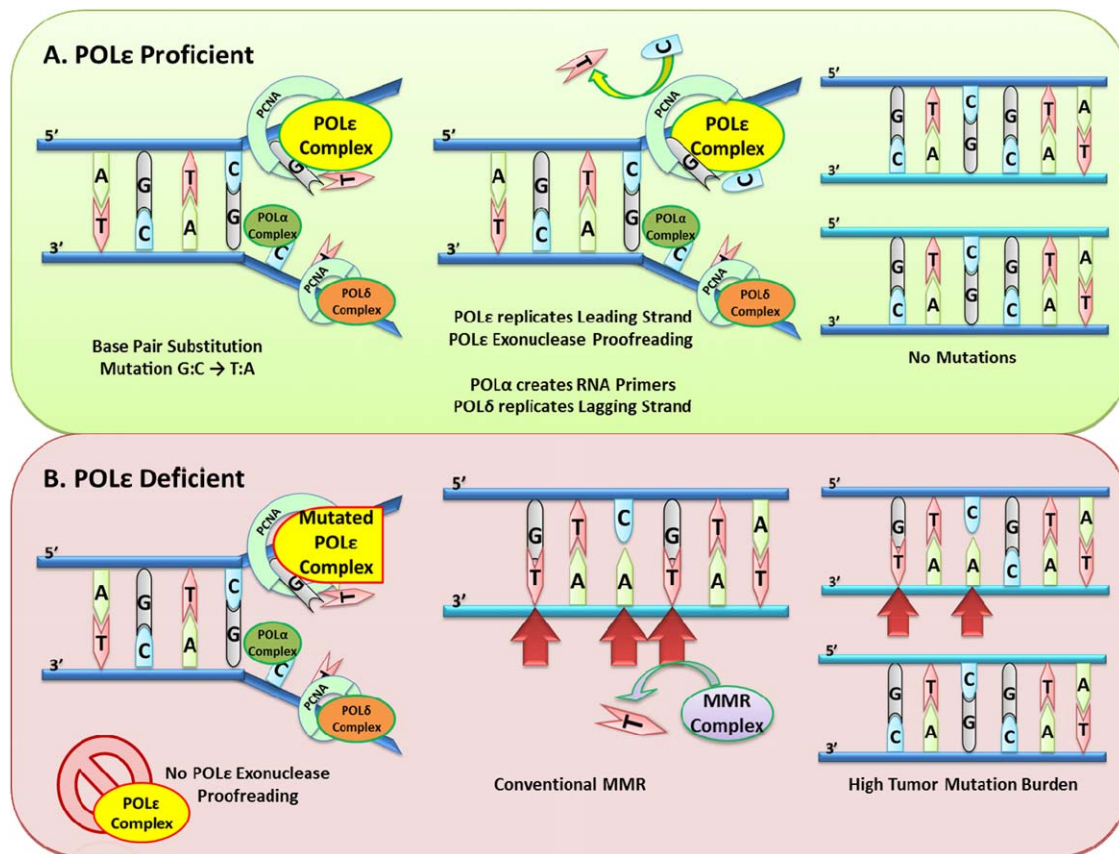 A. POLε Proficient
5'
3'
A G T C
T C A G
PCNA
POLε
Complex
G
T
POLα
Complex
C
PCNA
POLδ
Complex
Base Pair Substitution
Mutation G:C → T:A
T
C
5'
3'
A G T C
T C A G
PCNA
POLε
Complex
G
C
POLα
Complex
C
PCNA
POLδ
Complex
POLε replicates Leading Strand
POLε Exonuclease Proofreading
POLα creates RNA Primers
POLδ replicates Lagging Strand
5'
G T C G T A
C A G C A T
3'
5'
G T C G T A
C A G C A T
3'
No Mutations
B. POLε Deficient
5'
3'
A G T C
T C A G
PCNA
Mutated
POLε
Complex
G
T
POLα
Complex
C
PCNA
POLδ
Complex
No POLε Exonuclease
Proofreading
POLε
Complex
5'
G T C G T A
T A A T A T
3'
T
MMR
Complex
Conventional MMR
5'
G T C G T A
T A A C A T
3'
5'
G T C G T A
C A G C A T
3'
High Tumor Mutation Burden